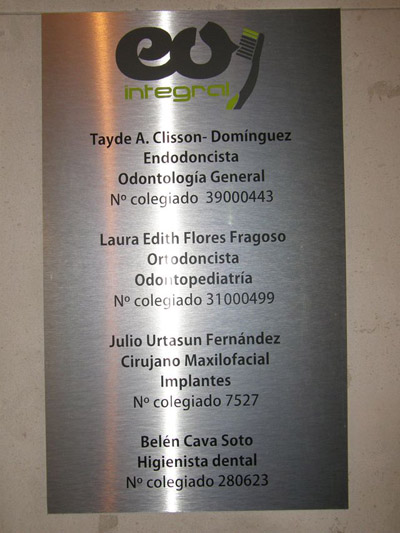 eo
integral
Tayde A. Clisson- Domínguez
Endodoncista
Odontología General
Nº colegiado 39000443
Laura Edith Flores Fragoso
Ortodoncista
Odontopediatría
Nº colegiado 31000499
Julio Urtasun Fernández
Cirujano Maxilofacial
Implantes
Nº colegiado 7527
Belén Cava Soto
Higienista dental
Nº colegiado 280623